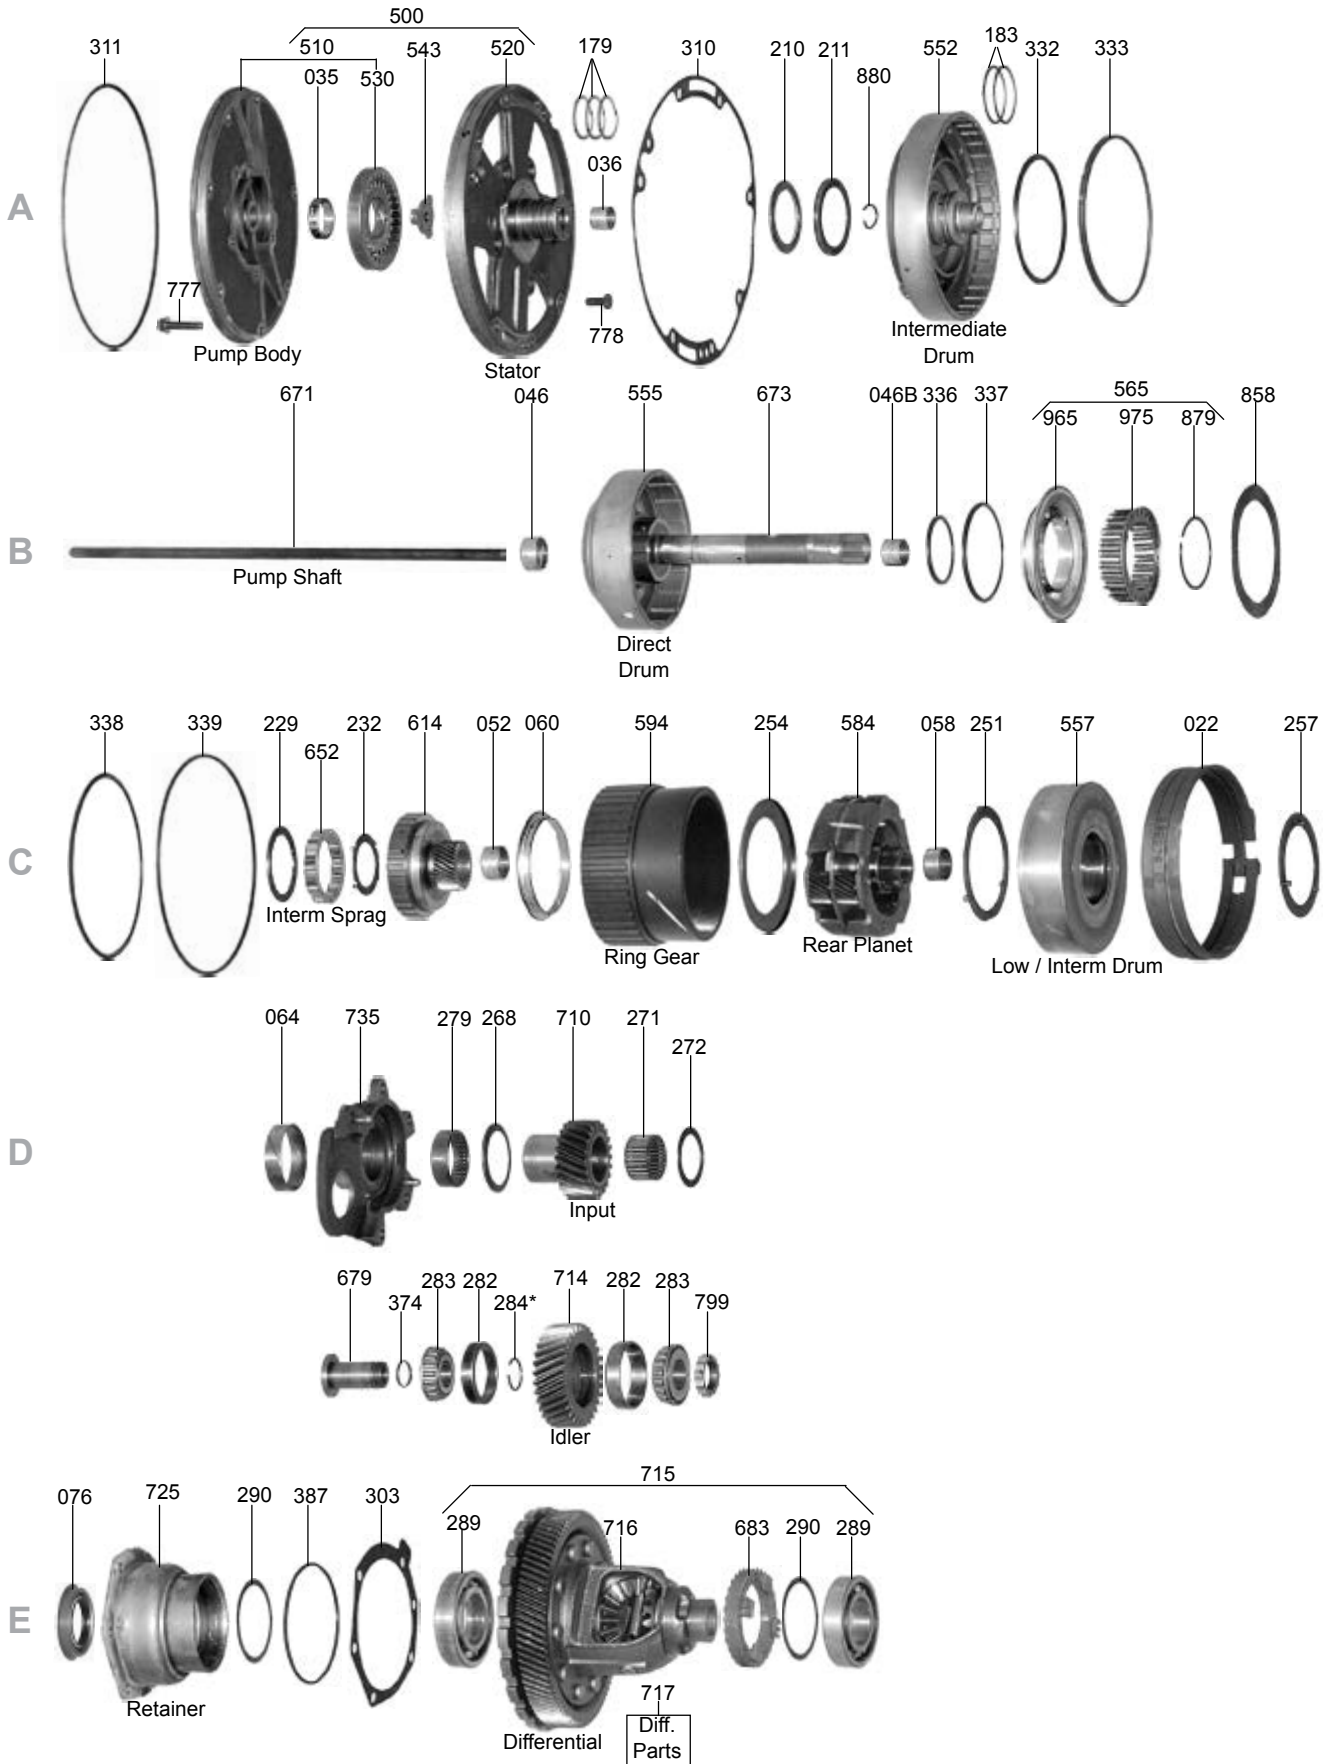 500
311 510 543 520 179 310 210 211 880 552 183 332 333
035 530
036
A
777
778
Pump Body
Stator
Intermediate
Drum
671 046 555 673 046B 336 337 565 858
965 975 879
B
Pump Shaft
Direct
Drum
338 339 229 232 614 052 060 594 254 584 058 251 557 022 257
652
C
Interm Sprag
Ring Gear
Rear Planet
Low / Interm Drum
064 735 279 268 710 271
272
D
Input
679 283 282 714 282 283
374 284* 799
Idler
715
076 725 290 387 303
289 716 683 290 289
E
Retainer
717
Differential
Diff.
Parts